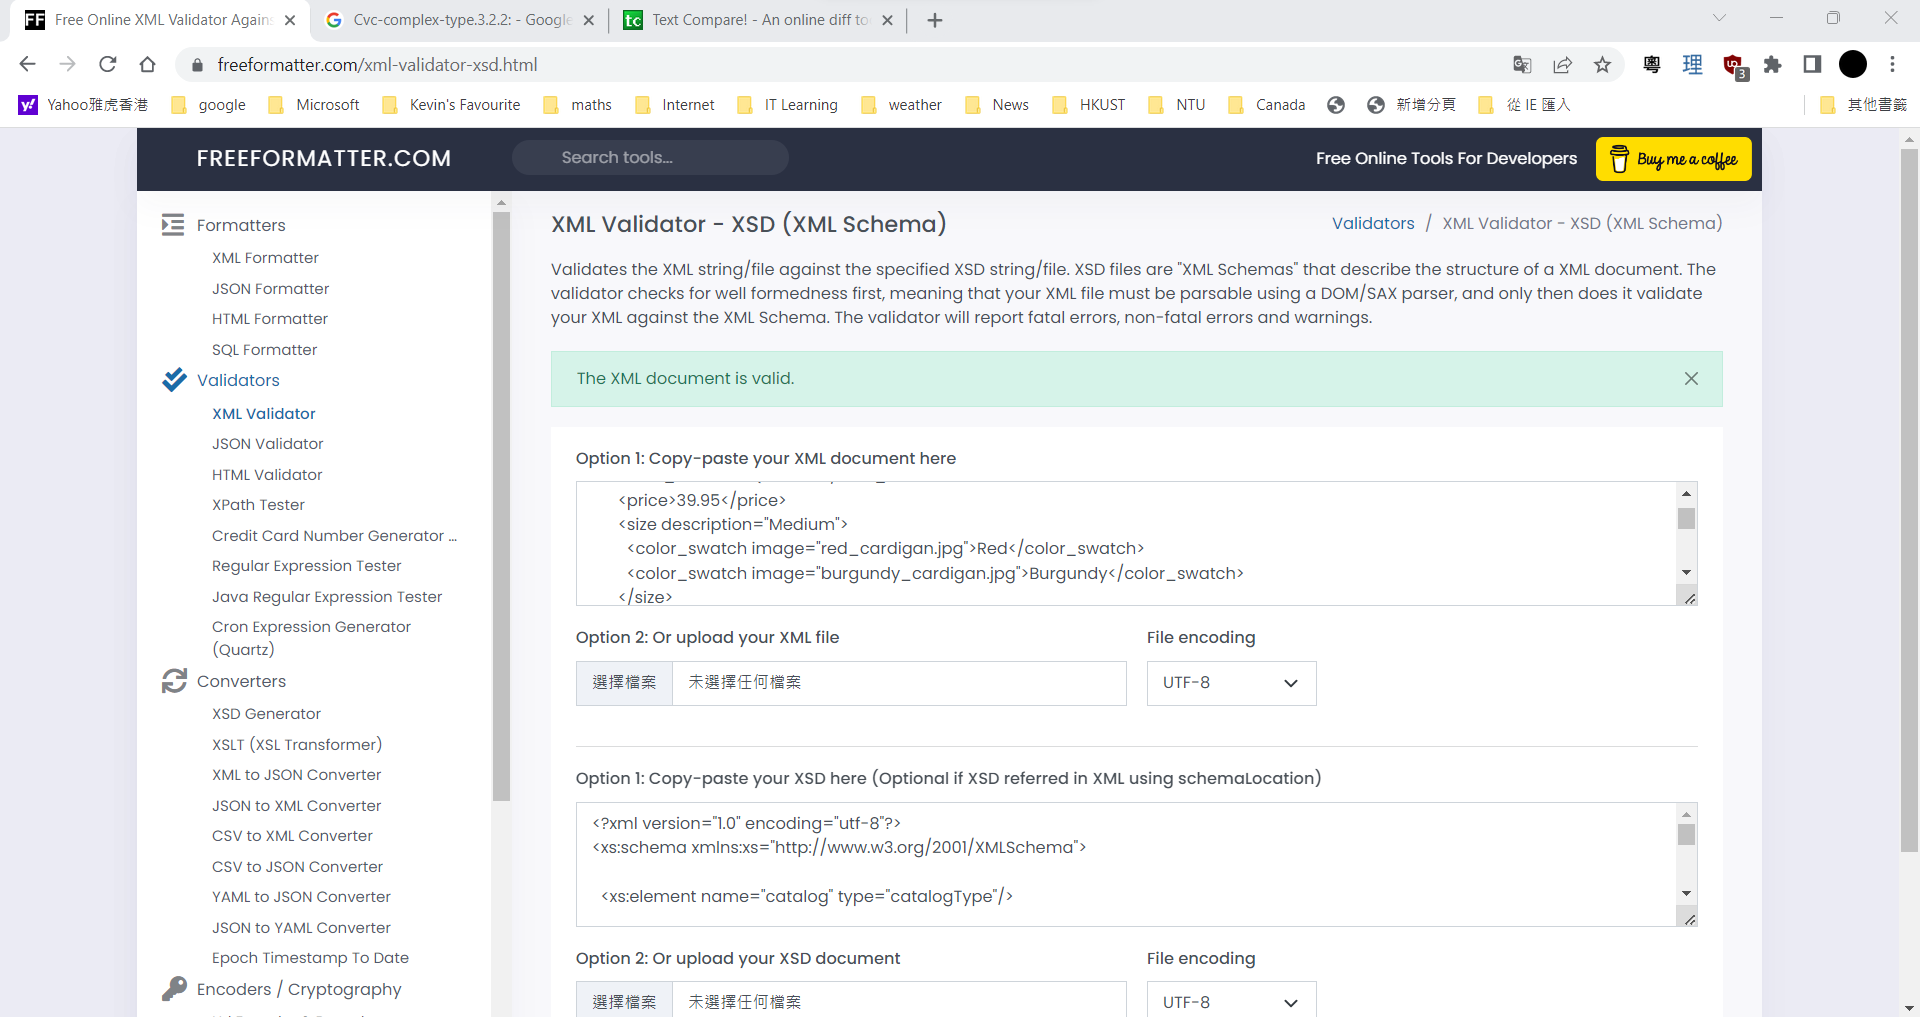 FF Free Online XML Validator Agains
Cvc-complex-type.3.2.2: - Google
tc Text Compare! - An online diff to
freeformatter.com/xml-validator-xsd.html
粵 理 3
Yahoo雅虎香港 google Microsoft Kevin's Favourite maths Internet IT Learning weather News HKUST NTU Canada 新增分頁 從 IE 匯入 其他書籤
FREEFORMATTER.COM
Search tools...
Free Online Tools For Developers
Buy me a coffee
Formatters
XML Formatter
JSON Formatter
HTML Formatter
SQL Formatter
Validators
XML Validator
JSON Validator
HTML Validator
XPath Tester
Credit Card Number Generator ...
Regular Expression Tester
Java Regular Expression Tester
Cron Expression Generator
(Quartz)
Converters
XSD Generator
XSLT (XSL Transformer)
XML to JSON Converter
JSON to XML Converter
CSV to XML Converter
CSV to JSON Converter
YAML to JSON Converter
JSON to YAML Converter
Epoch Timestamp To Date
Encoders / Cryptography
XML Validator - XSD (XML Schema)
Validators / XML Validator - XSD (XML Schema)
Validates the XML string/file against the specified XSD string/file. XSD files are "XML Schemas" that describe the structure of a XML document. The
validator checks for well formedness first, meaning that your XML file must be parsable using a DOM/SAX parser, and only then does it validate
your XML against the XML Schema. The validator will report fatal errors, non-fatal errors and warnings.
The XML document is valid.
Option 1: Copy-paste your XML document here
<price>39.95</price>
<size description="Medium">
<color_swatch image="red_cardigan.jpg">Red</color_swatch>
<color_swatch image="burgundy_cardigan.jpg">Burgundy</color_swatch>
</size>
Option 2: Or upload your XML file
File encoding
選擇檔案 未選擇任何檔案
UTF-8
Option 1: Copy-paste your XSD here (Optional if XSD referred in XML using schemaLocation)
<?xml version="1.0" encoding="utf-8"?>
<xs:schema xmlns:xs="http://www.w3.org/2001/XMLSchema">
<xs:element name="catalog" type="catalogType"/>
Option 2: Or upload your XSD document
File encoding
選擇檔案 未選擇任何檔案
UTF-8